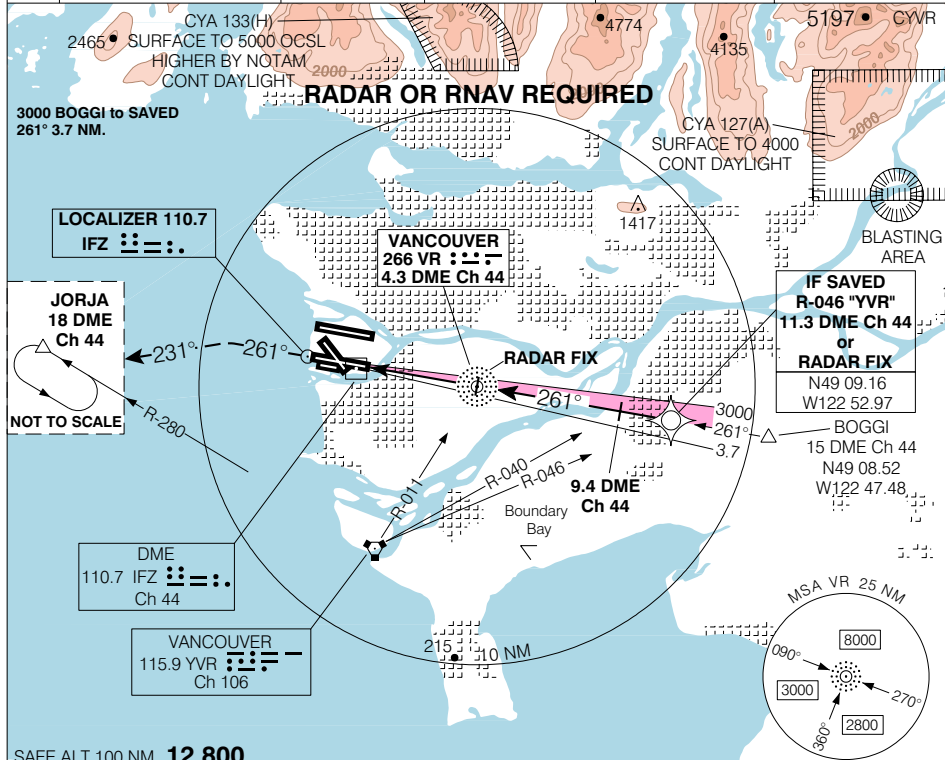 CYA 133(H)
SURFACE TO 5000 OCSL
HIGHER BY NOTAM
CONT DAYLIGHT
2465
2000
4774
4135
5197
CYVR
3000 BOGGI to SAVED
261° 3.7 NM.
RADAR OR RNAV REQUIRED
2000
CYA 127(A)
SURFACE TO 4000
CONT DAYLIGHT
2000
1417
BLASTING
AREA
LOCALIZER 110.7
IFZ
VANCOUVER
266 VR
4.3 DME Ch 44
IF SAVED
R-046 "YVR"
11.3 DME Ch 44
or
RADAR FIX
N49 09.16
W122 52.97
JORJA
18 DME
Ch 44
NOT TO SCALE
231°
261°
R-280
RADAR FIX
261°
3000
261°
3.7
BOGGI
15 DME Ch 44
N49 08.52
W122 47.48
9.4 DME
Ch 44
R-011
R-040
R-046
Boundary
Bay
DME
110.7 IFZ
Ch 44
VANCOUVER
115.9 YVR
Ch 106
215
10 NM
MSA VR 25 NM
8000
090°
3000
270°
2800
360°
SAFE ALT 100 NM 12,800